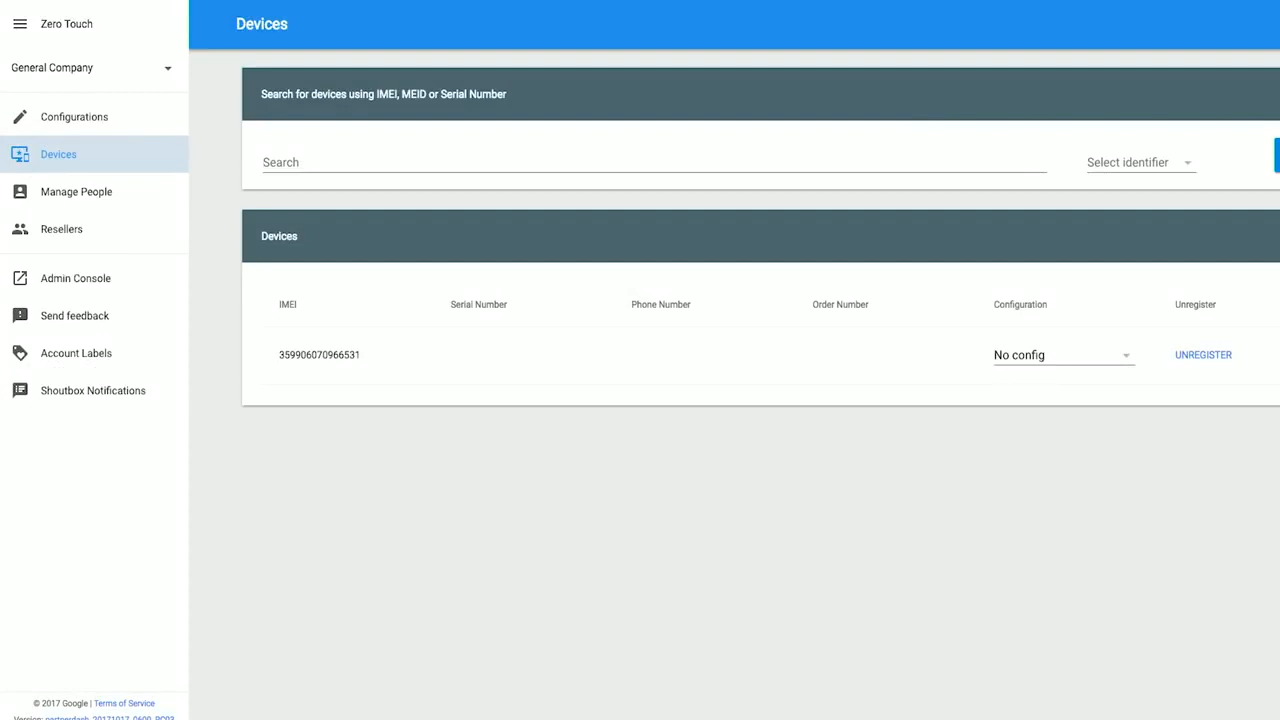 Zero Touch
General Company
Configurations
Devices
Manage People
Resellers
Admin Console
Send feedback
Account Labels
Shoutbox Notifications
© 2017 Google | Terms of Service
Version: partnerdash_20171017_0600_RC03
Devices
Search for devices using IMEI, MEID or Serial Number
Search Select identifier
Devices
IMEI Serial Number Phone Number Order Number Configuration Unregister
359906070966531 No config UNREGISTER